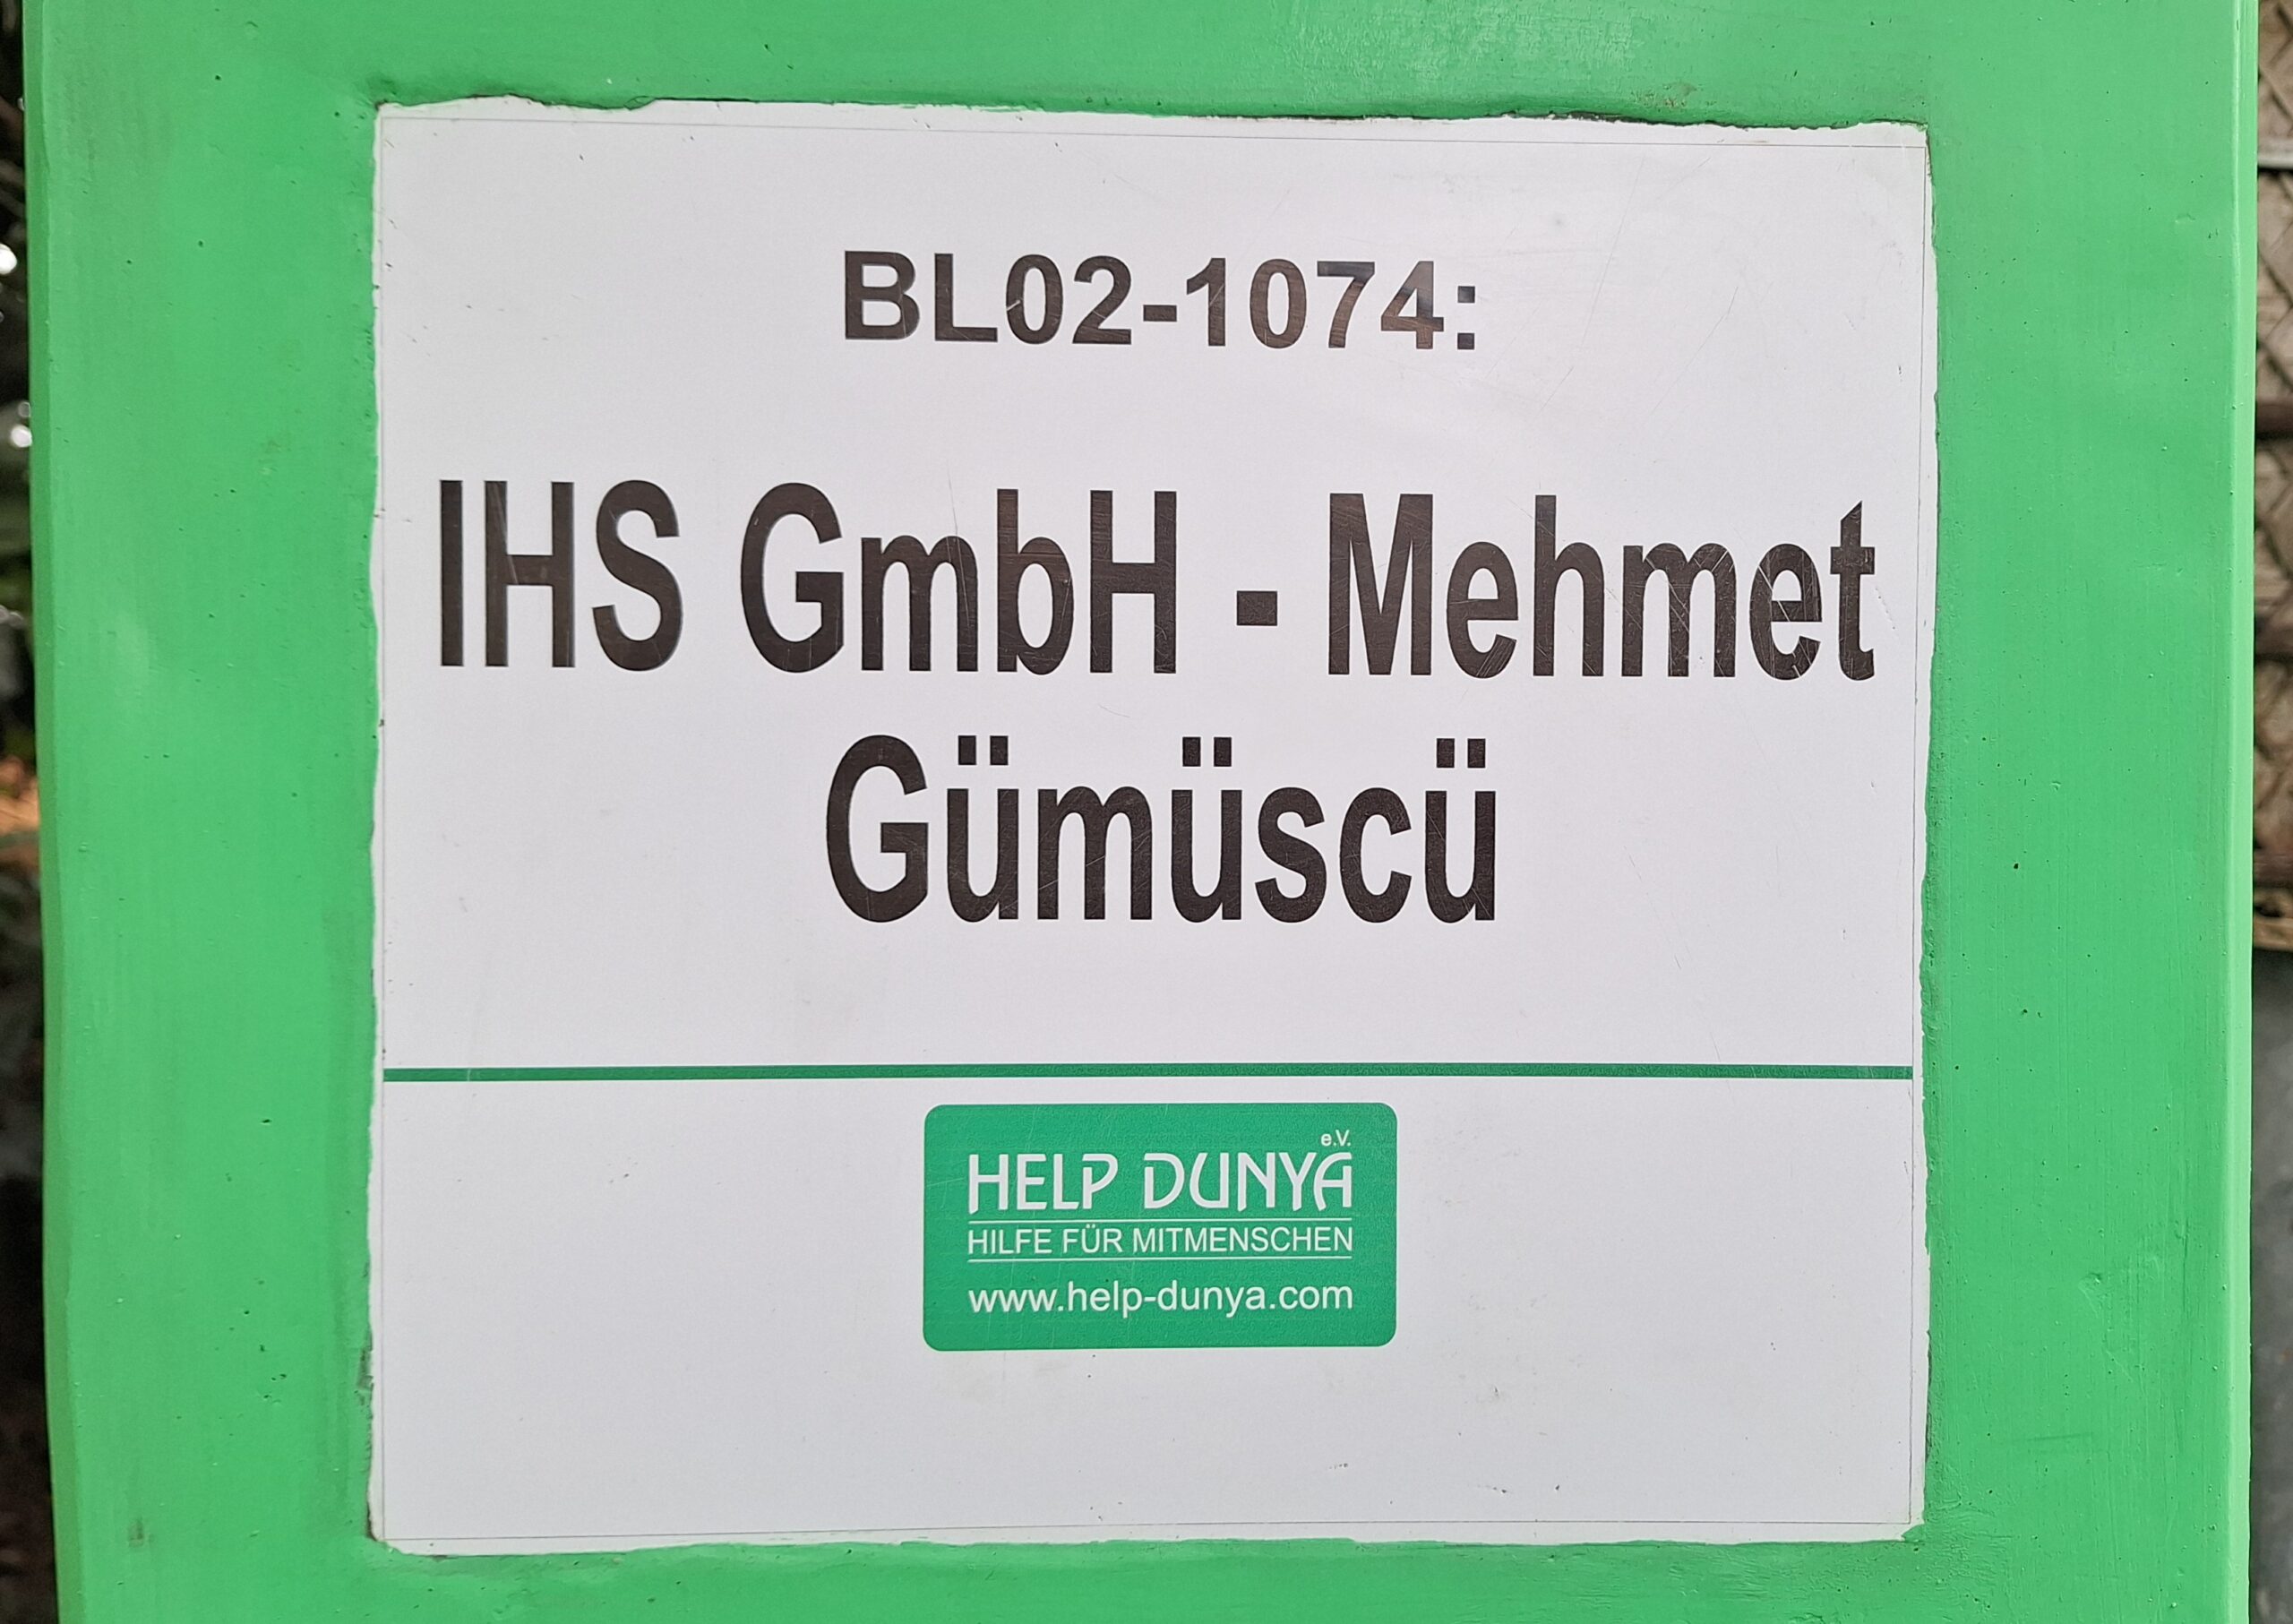 BL02-1074:
IHS GmbH - Mehmet
Gümüscü
e.V.
HELP DUNYA
HILFE FÜR MITMENSCHEN
www.help-dunya.com